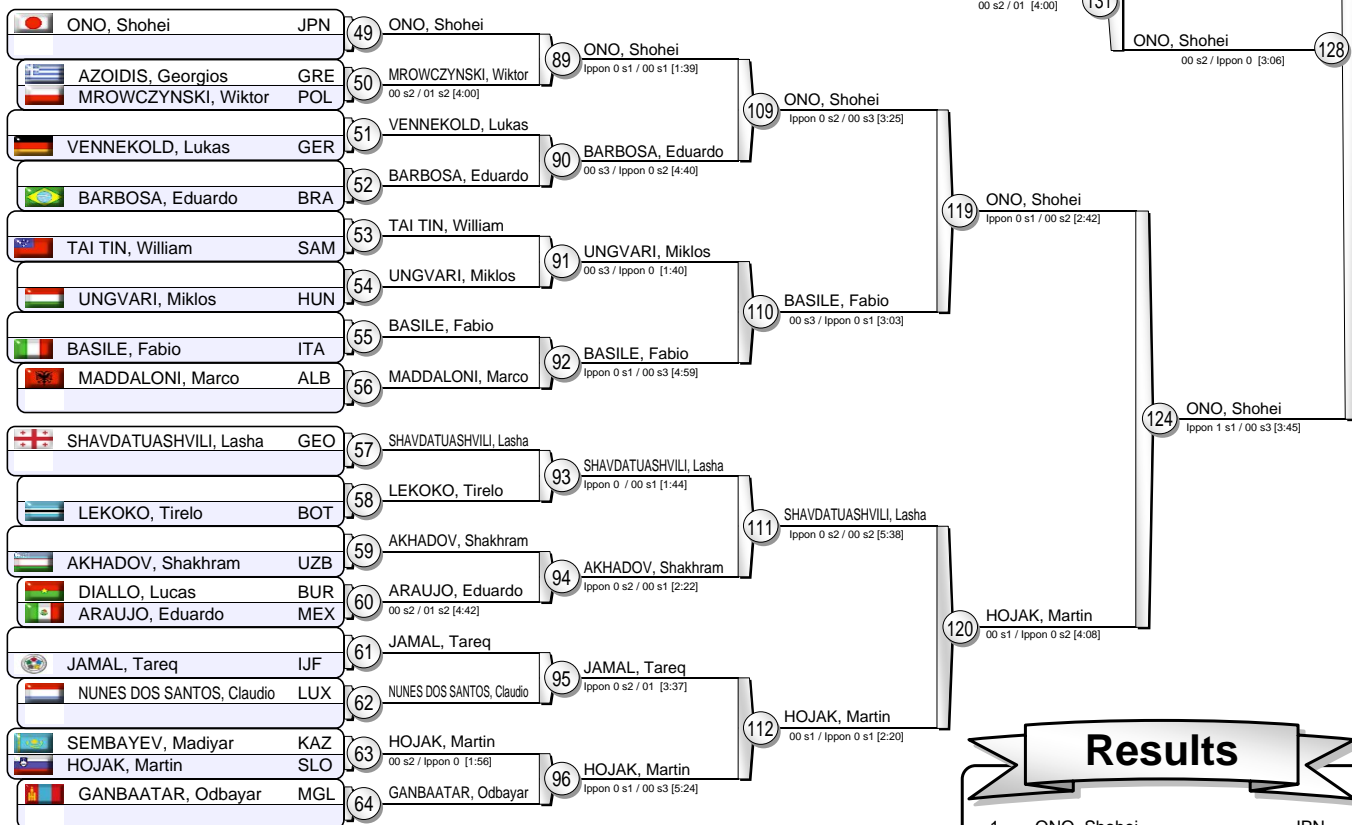 00 s2 / 01 [4:00]
131
ONO, Shohei
00 s2 / Ippon 0 [3:06]
128
ONO, Shohei JPN
49
ONO, Shohei
AZOIDIS, Georgios GRE
MROWCZYNSKI, Wiktor POL
50
MROWCZYNSKI, Wiktor
00 s2 / 01 s2 [4:00]
89
ONO, Shohei
Ippon 0 s1 / 00 s1 [1:39]
VENNEKOLD, Lukas GER
51
VENNEKOLD, Lukas
BARBOSA, Eduardo BRA
52
BARBOSA, Eduardo
90
BARBOSA, Eduardo
00 s3 / Ippon 0 s2 [4:40]
109
ONO, Shohei
Ippon 0 s2 / 00 s3 [3:25]
TAI TIN, William SAM
53
TAI TIN, William
UNGVARI, Miklos HUN
54
UNGVARI, Miklos
91
UNGVARI, Miklos
00 s3 / Ippon 0 [1:40]
BASILE, Fabio ITA
55
BASILE, Fabio
MADDALONI, Marco ALB
56
MADDALONI, Marco
92
BASILE, Fabio
Ippon 0 s1 / 00 s3 [4:59]
110
BASILE, Fabio
00 s3 / Ippon 0 s1 [3:03]
119
ONO, Shohei
Ippon 0 s1 / 00 s2 [2:42]
SHAVDATUASHVILI, Lasha GEO
57
SHAVDATUASHVILI, Lasha
LEKOKO, Tirelo BOT
58
LEKOKO, Tirelo
93
SHAVDATUASHVILI, Lasha
Ippon 0 / 00 s1 [1:44]
AKHADOV, Shakhram UZB
59
AKHADOV, Shakhram
DIALLO, Lucas BUR
ARAUJO, Eduardo MEX
60
ARAUJO, Eduardo
00 s2 / 01 s2 [4:42]
94
AKHADOV, Shakhram
Ippon 0 s2 / 00 s1 [2:22]
111
SHAVDATUASHVILI, Lasha
Ippon 0 s2 / 00 s2 [5:38]
JAMAL, Tareq IJF
61
JAMAL, Tareq
NUNES DOS SANTOS, Claudio LUX
62
NUNES DOS SANTOS, Claudio
95
JAMAL, Tareq
Ippon 0 s2 / 01 [3:37]
SEMBAYEV, Madiyar KAZ
HOJAK, Martin SLO
63
HOJAK, Martin
00 s2 / Ippon 0 [1:56]
GANBAATAR, Odbayar MGL
64
GANBAATAR, Odbayar
96
HOJAK, Martin
Ippon 0 s1 / 00 s3 [5:24]
112
HOJAK, Martin
00 s1 / Ippon 0 s1 [2:20]
120
HOJAK, Martin
00 s1 / Ippon 0 s2 [4:08]
124
ONO, Shohei
Ippon 1 s1 / 00 s3 [3:45]
Results
1 ONO, Shohei JPN